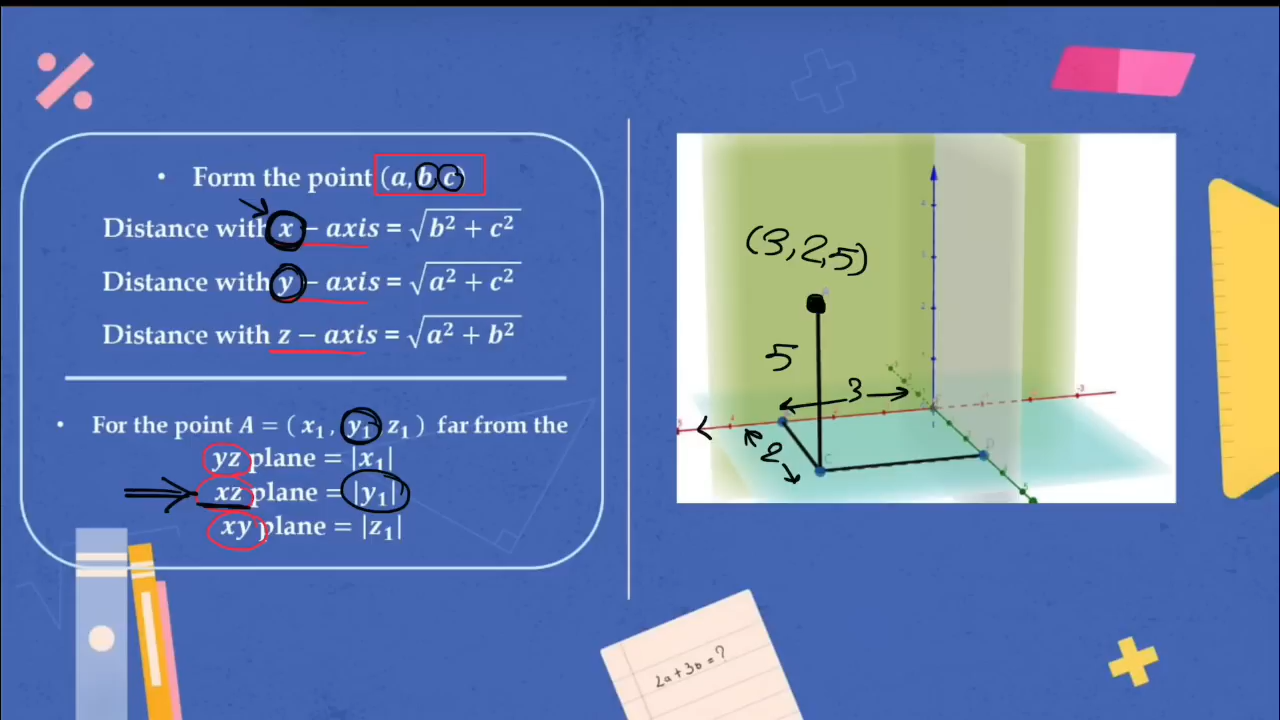 • Form the point (a, b, c)
Distance with x – axis = √b² + c²
Distance with y – axis = √a² + c²
Distance with z – axis = √a² + b²
• For the point A = ( x₁ , y₁ z₁ ) far from the
yz plane = |x₁|
xz plane = |y₁|
xy plane = |z₁|
(3,2,5)
5
3
2
2a+3b=?